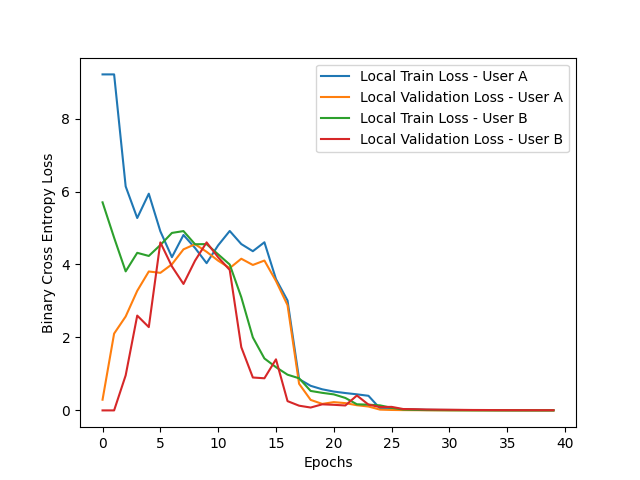 Local Train Loss - User A
Local Validation Loss - User A
Local Train Loss - User B
Local Validation Loss - User B
8
6
4
2
0
Binary Cross Entropy Loss
0 5 10 15 20 25 30 35 40
Epochs